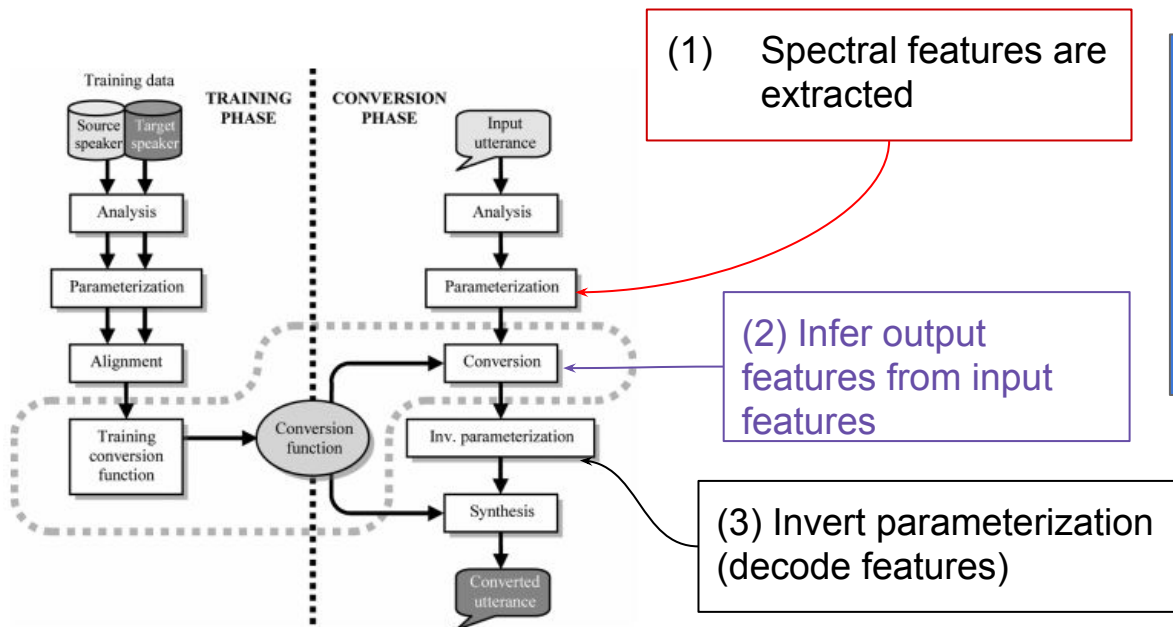 Training data
Source
speaker
Target
speaker
TRAINING
PHASE
Analysis
Parameterization
Alignment
Training
conversion
function
Conversion
function
CONVERSION
PHASE
Input
utterance
Analysis
Parameterization
Conversion
Inv. parameterization
Synthesis
Converted
utterance
(1) Spectral features are
extracted
(2) Infer output
features from input
features
(3) Invert parameterization
(decode features)